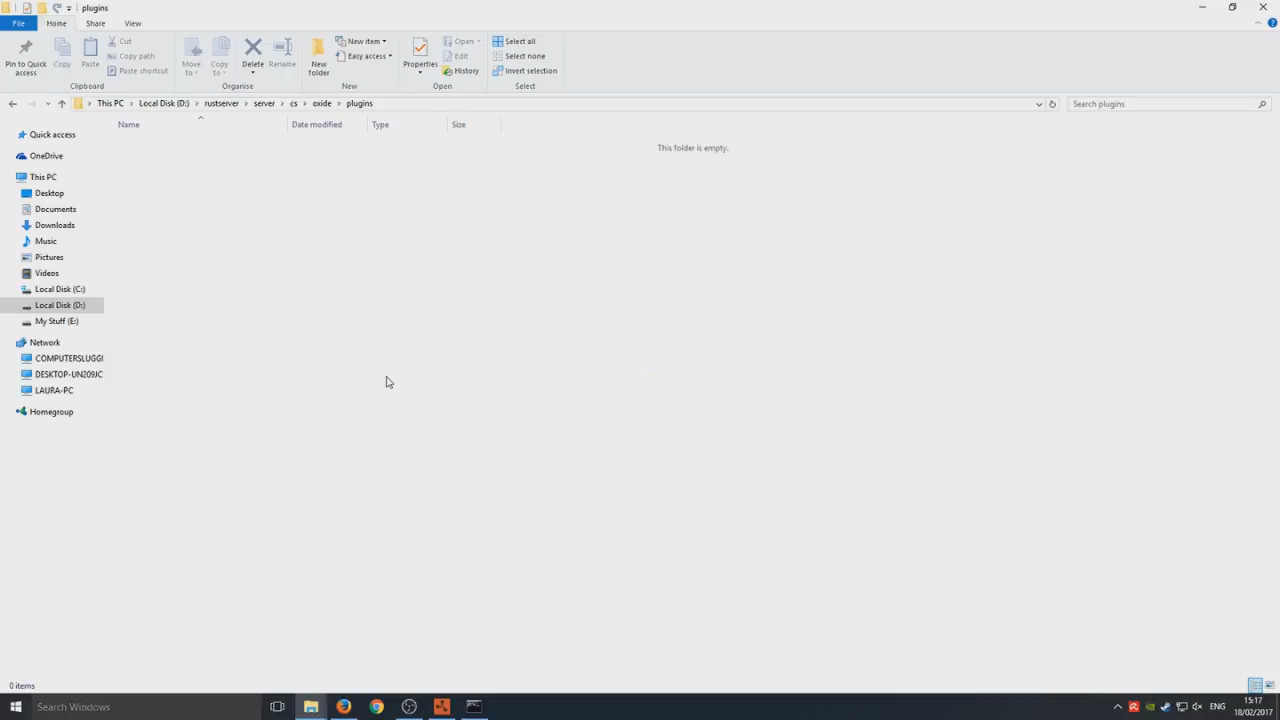 plugins
File Home Share View
Pin to Quick access
Copy
Paste
Cut
Copy path
Paste shortcut
Clipboard
Move to
Copy to
Delete
Rename
Organise
New folder
New item
Easy access
New
Properties
Open
Edit
History
Open
Select all
Select none
Invert selection
Select
This PC Local Disk (D:) rustserver server cs oxide plugins
Search plugins
Name Date modified Type Size
This folder is empty.
Quick access
OneDrive
This PC
Desktop
Documents
Downloads
Music
Pictures
Videos
Local Disk (C:)
Local Disk (D:)
My Stuff (E:)
Network
COMPUTERSLUGGI
DESKTOP-UN209JC
LAURA-PC
Homegroup
0 items
Search Windows
ENG
15:17
18/02/2017